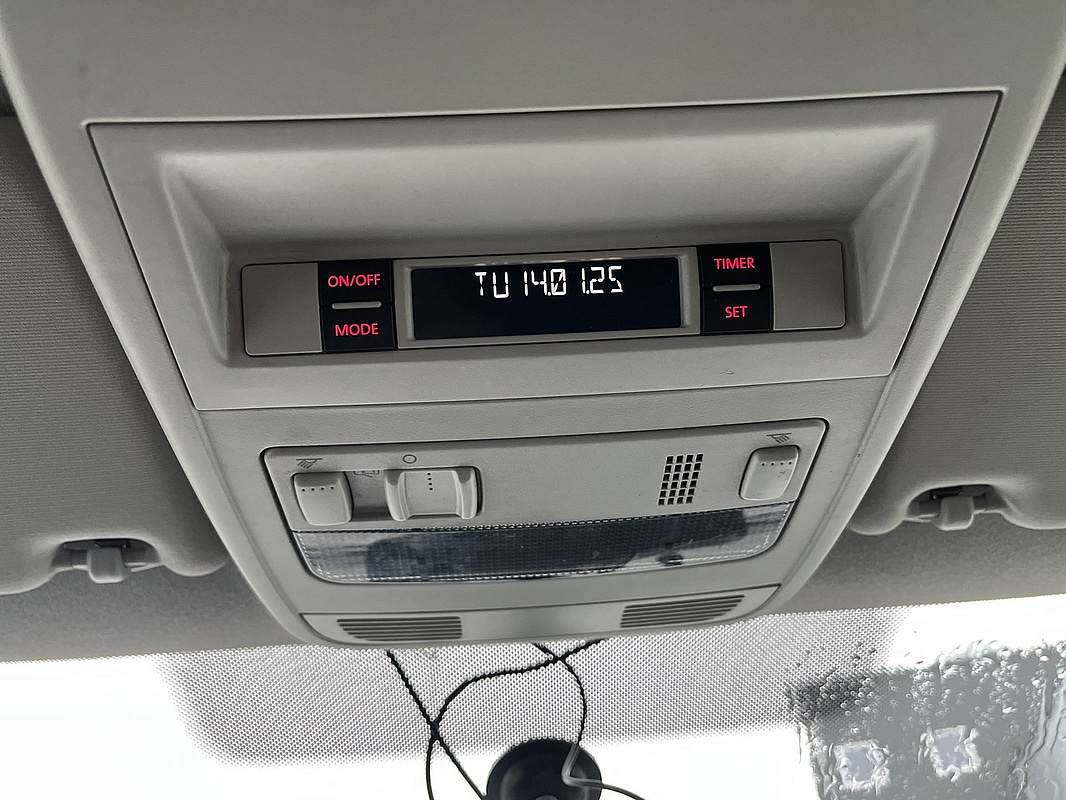 ON/OFF
TU 14.01.25
TIMER
MODE
SET